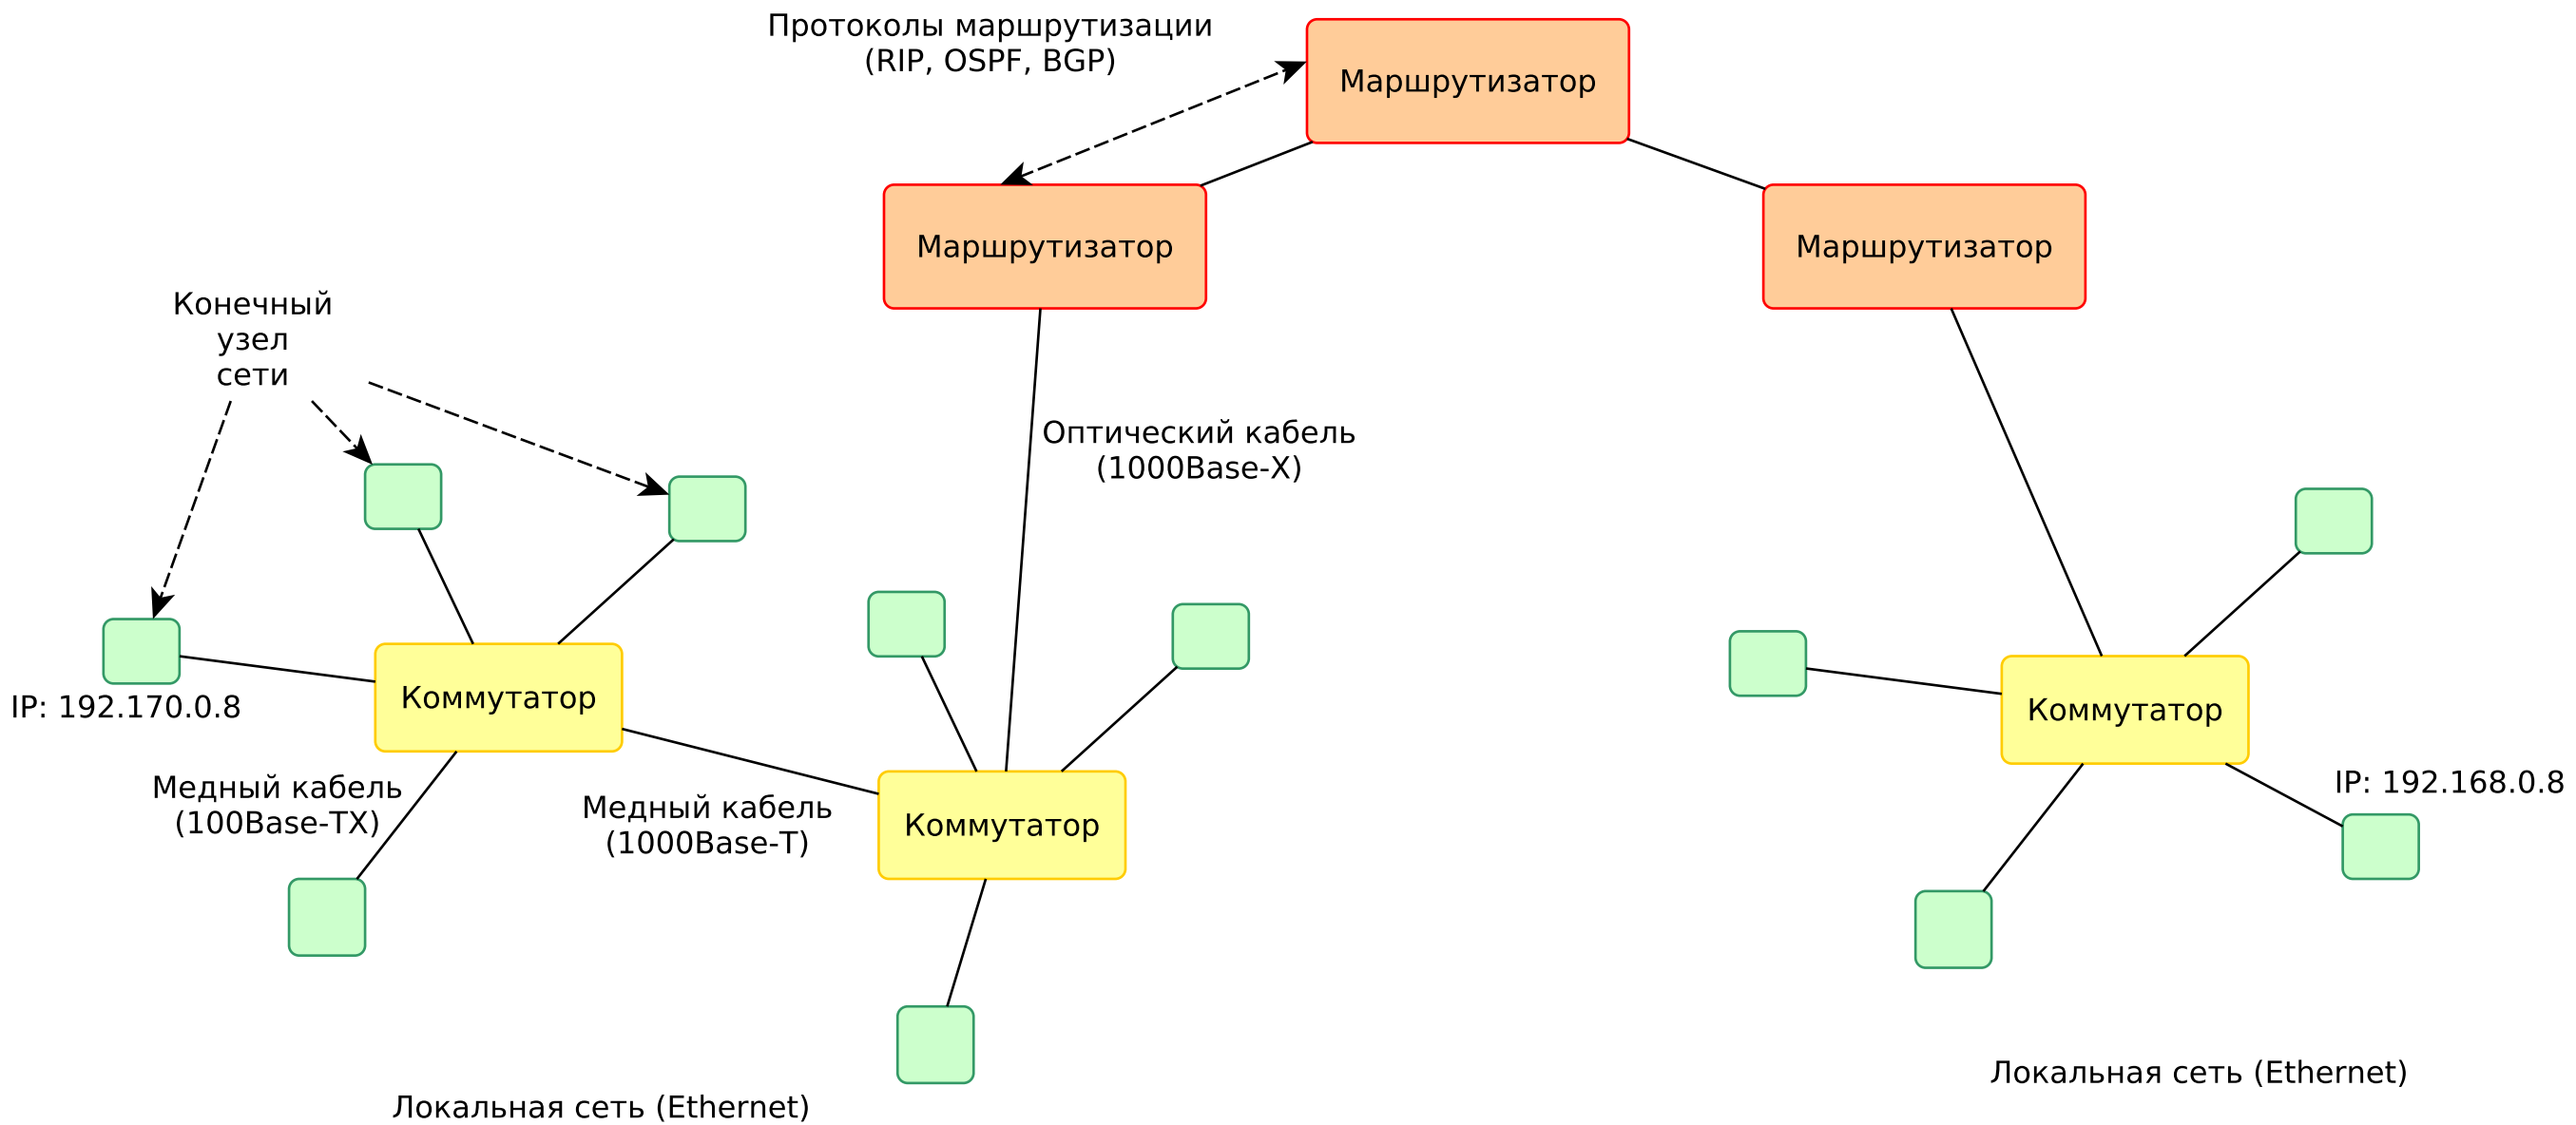 Протоколы маршрутизации
(RIP, OSPF, BGP)
Маршрутизатор
Маршрутизатор
Маршрутизатор
Конечный
узел
сети
Оптический кабель
(1000Base-X)
IP: 192.170.0.8
Коммутатор
Коммутатор
Медный кабель
(100Base-TX)
Медный кабель
(1000Base-T)
Коммутатор
IP: 192.168.0.8
Локальная сеть (Ethernet)
Локальная сеть (Ethernet)